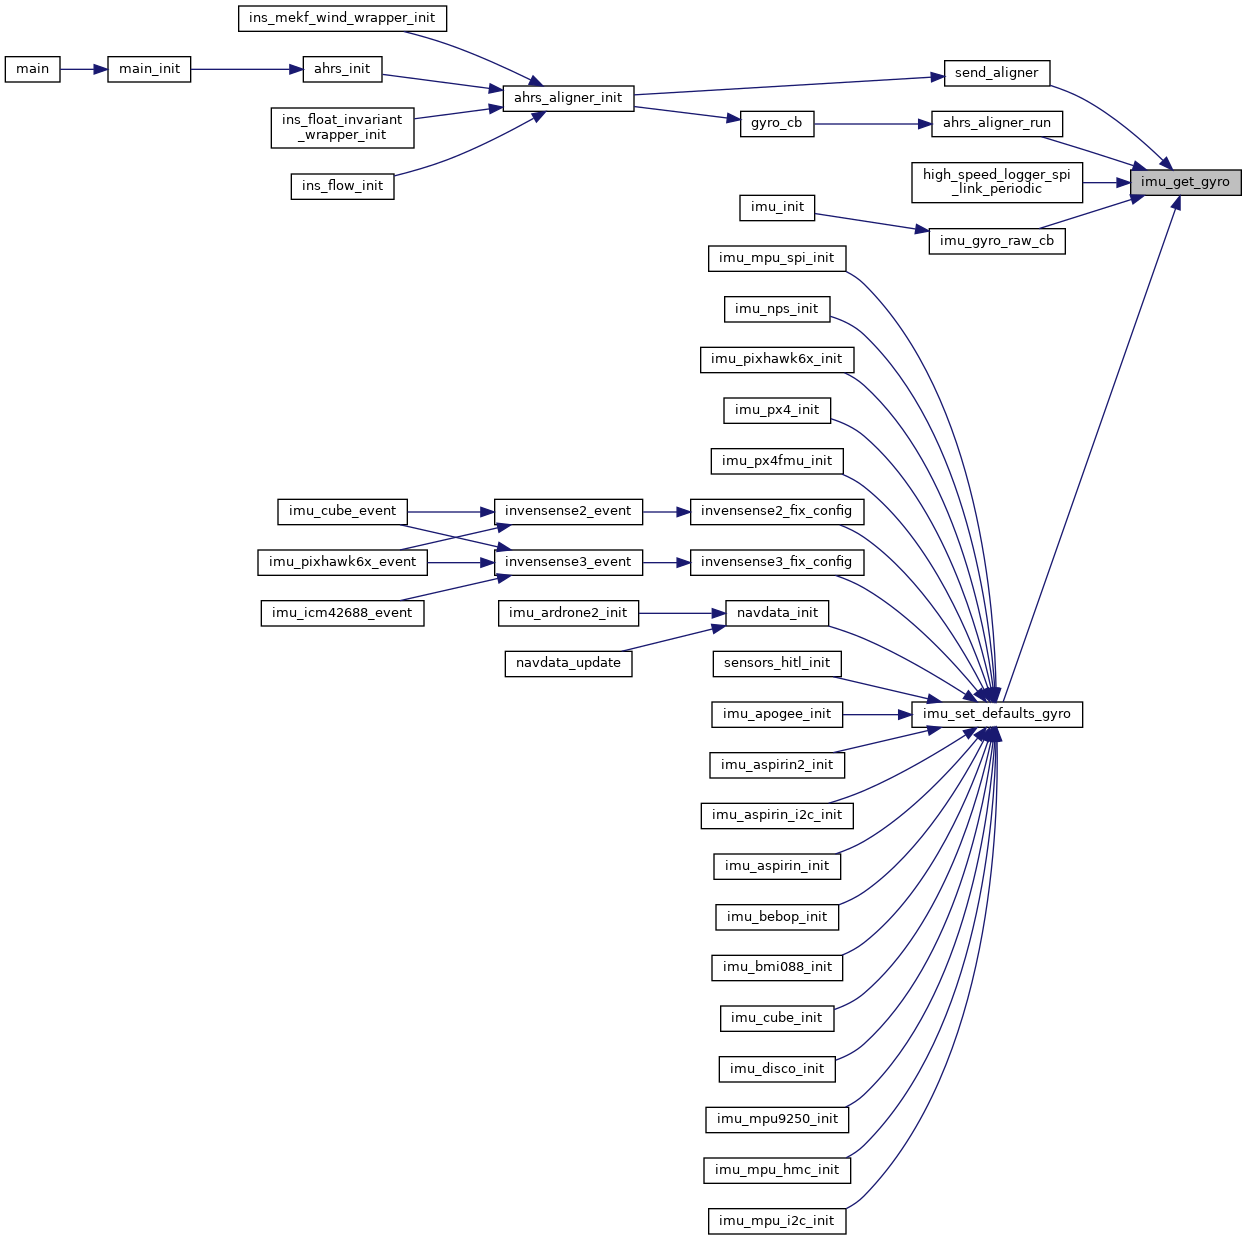 ins_mekf_wind_wrapper_init
main
main_init
ahrs_init
ins_float_invariant
_wrapper_init
ins_flow_init
ahrs_aligner_init
send_aligner
gyro_cb
ahrs_aligner_run
high_speed_logger_spi
_link_periodic
imu_get_gyro
imu_init
imu_gyro_raw_cb
imu_mpu_spi_init
imu_nps_init
imu_pixhawk6x_init
imu_px4_init
imu_px4fmu_init
imu_cube_event
invensense2_event
invensense2_fix_config
imu_pixhawk6x_event
invensense3_event
invensense3_fix_config
imu_icm42688_event
imu_ardrone2_init
navdata_init
navdata_update
sensors_hitl_init
imu_apogee_init
imu_set_defaults_gyro
imu_aspirin2_init
imu_aspirin_i2c_init
imu_aspirin_init
imu_bebop_init
imu_bmi088_init
imu_cube_init
imu_disco_init
imu_mpu9250_init
imu_mpu_hmc_init
imu_mpu_i2c_init